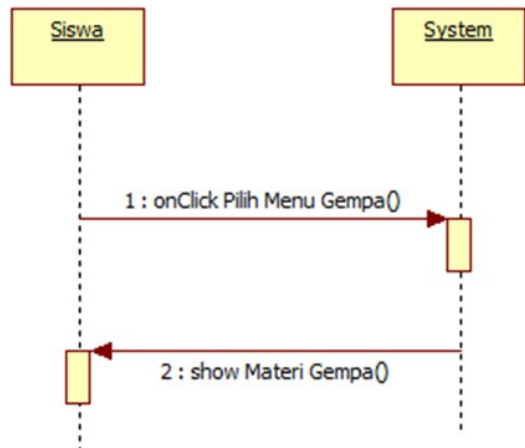 Siswa
System
1 : onClick Pilih Menu Gempa()
2 : show Materi Gempa()